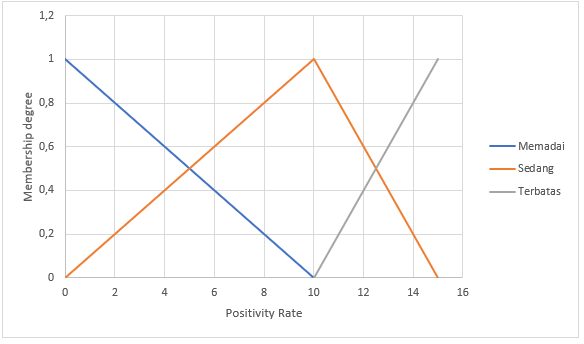 1,2
1
0,8
0,6
0,4
0,2
0
Membership degree
0 2 4 6 8 10 12 14 16
Positivity Rate
Memadai
Sedang
Terbatas